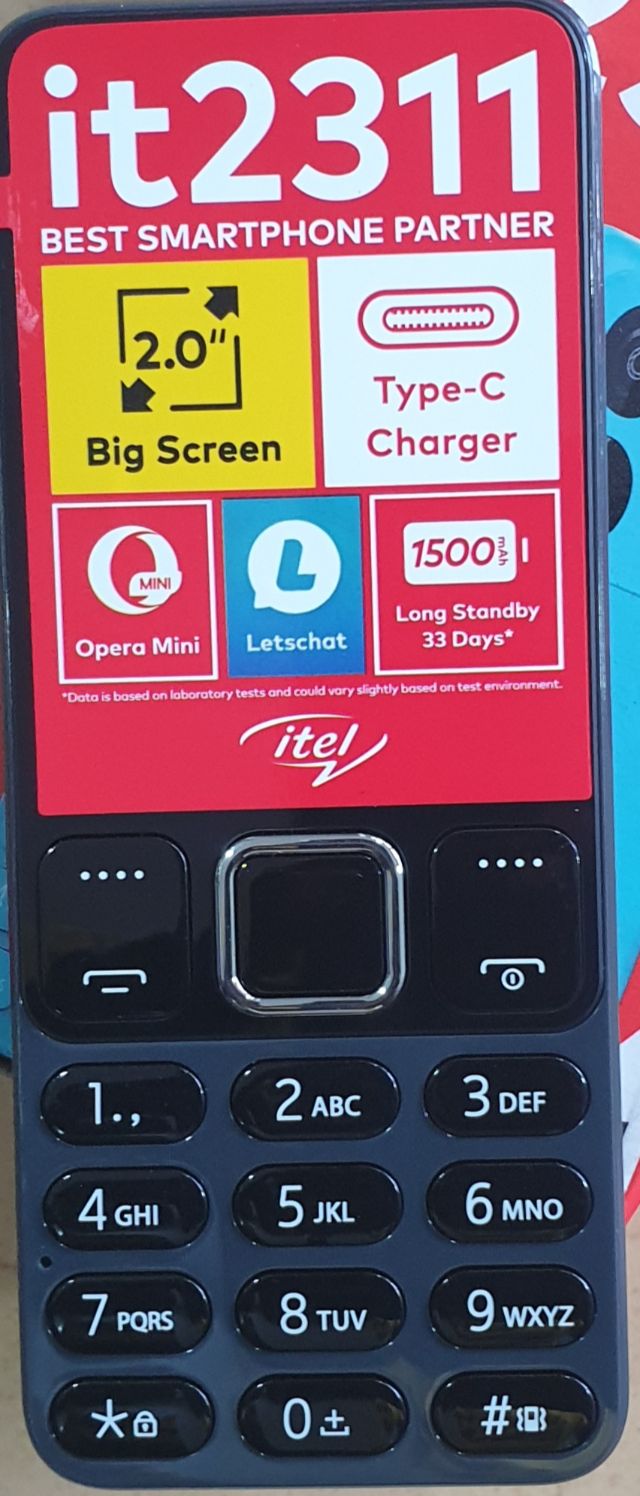 it2311
BEST SMARTPHONE PARTNER
2.0"
Big Screen
Type-C
Charger
MINI
Opera Mini
L
Letschat
1500 mAh
Long Standby
33 Days*
*Data is based on laboratory tests and could vary slightly based on test environment.
itel
1.,
2 ABC
3 DEF
4 GHI
5 JKL
6 MNO
7 PQRS
8 TUV
9 WXYZ
*
0
#